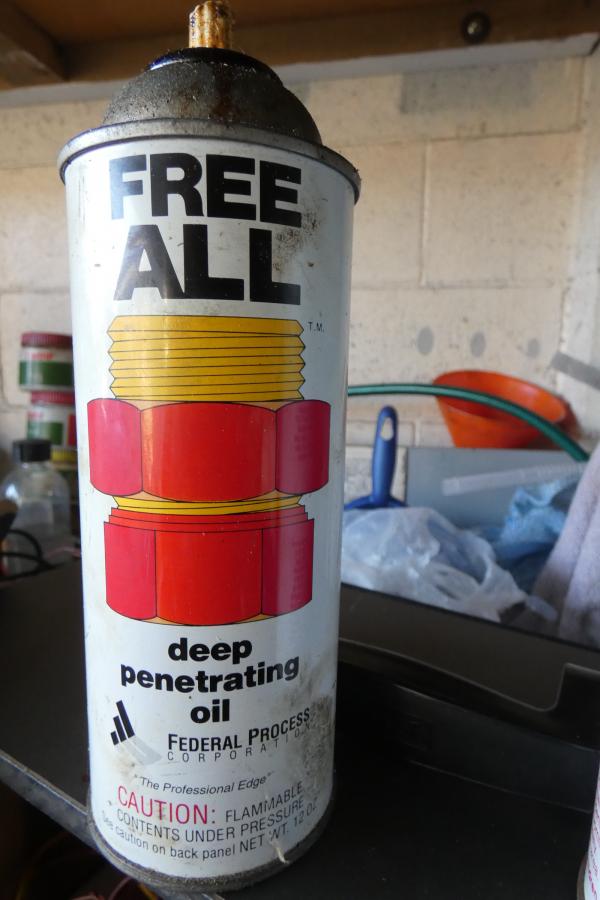 FREE
ALL
T.M.
deep
penetrating
oil
FEDERAL PROCESS
CORPORATION
"The Professional Edge"
CAUTION: FLAMMABLE
CONTENTS UNDER PRESSURE
See caution on back panel NET WT. 12 OZ